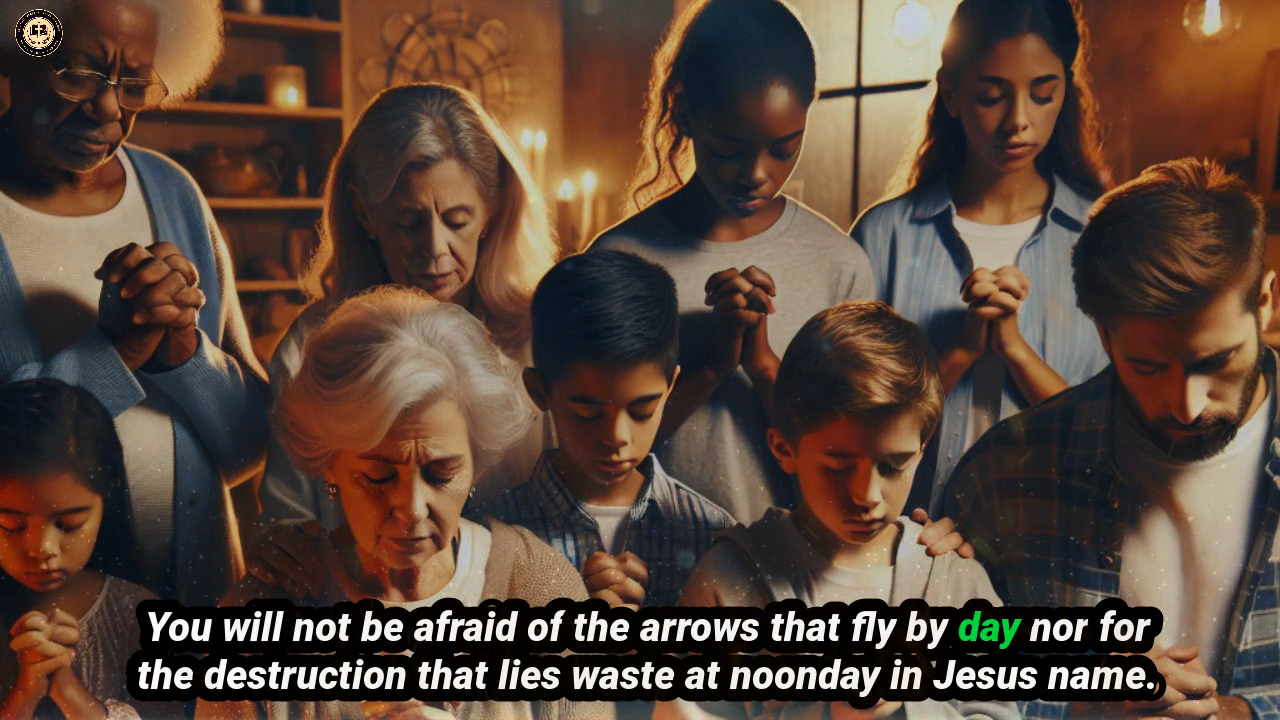 You will not be afraid of the arrows that fly by day nor for
the destruction that lies waste at noonday in Jesus name.